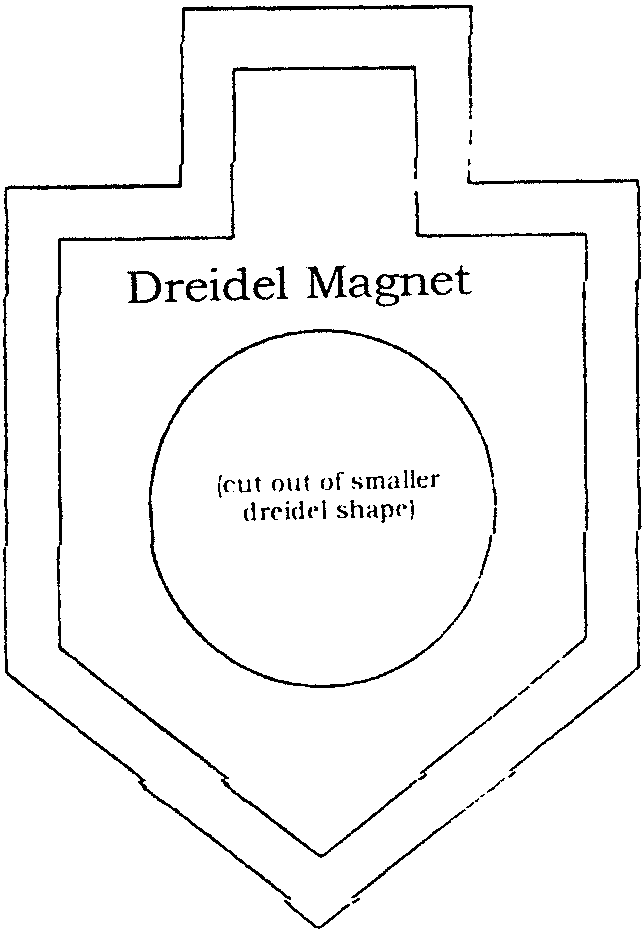 Dreidel Magnet
(cut out of smaller
dreidel shape)